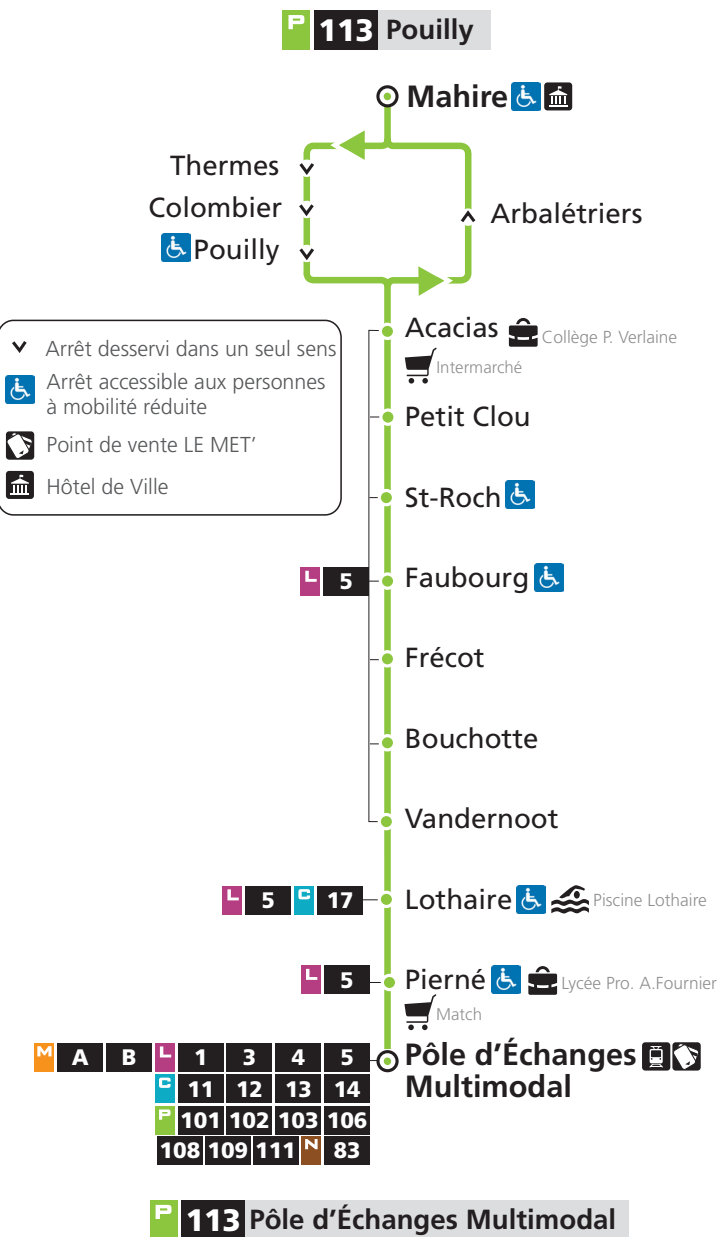 P 113 Pouilly
Mahire
Thermes
Colombier
Arbalétriers
Pouilly
Acacias Collège P. Verlaine
Intermarché
Arrêt desservi dans un seul sens
Arrêt accessible aux personnes
à mobilité réduite
Point de vente LE MET’
Hôtel de Ville
Petit Clou
St-Roch
L 5 Faubourg
Frécot
Bouchotte
Vandernoot
L 5 C 17 Lothaire Piscine Lothaire
L 5 Pierné Lycée Pro. A.Fournier
Match
M A B L 1 3 4 5 Pôle d’Échanges
C 11 12 13 14 Multimodal
P 101 102 103 106
108 109 111 N 83
P 113 Pôle d’Échanges Multimodal